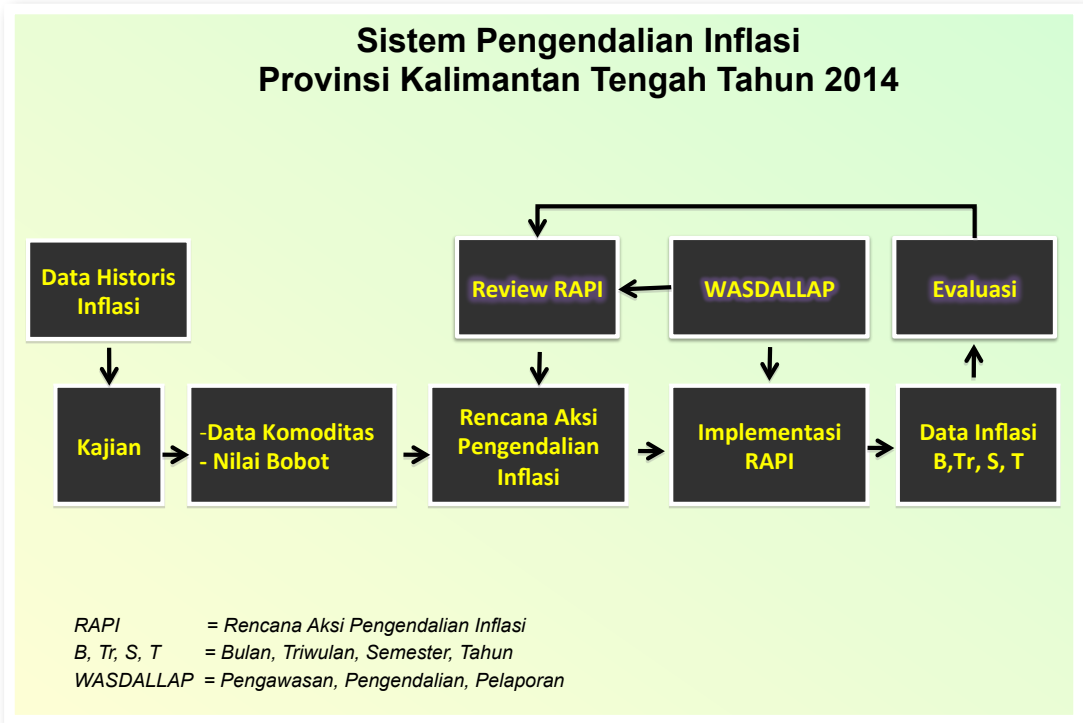 Sistem Pengendalian Inflasi
Provinsi Kalimantan Tengah Tahun 2014
Data Historis
Inflasi
Review RAPI
WASDALLAP
Evaluasi
Kajian
-Data Komoditas
- Nilai Bobot
Rencana Aksi
Pengendalian
Inflasi
Implementasi
RAPI
Data Inflasi
B,Tr, S, T
RAPI = Rencana Aksi Pengendalian Inflasi
B, Tr, S, T = Bulan, Triwulan, Semester, Tahun
WASDALLAP = Pengawasan, Pengendalian, Pelaporan